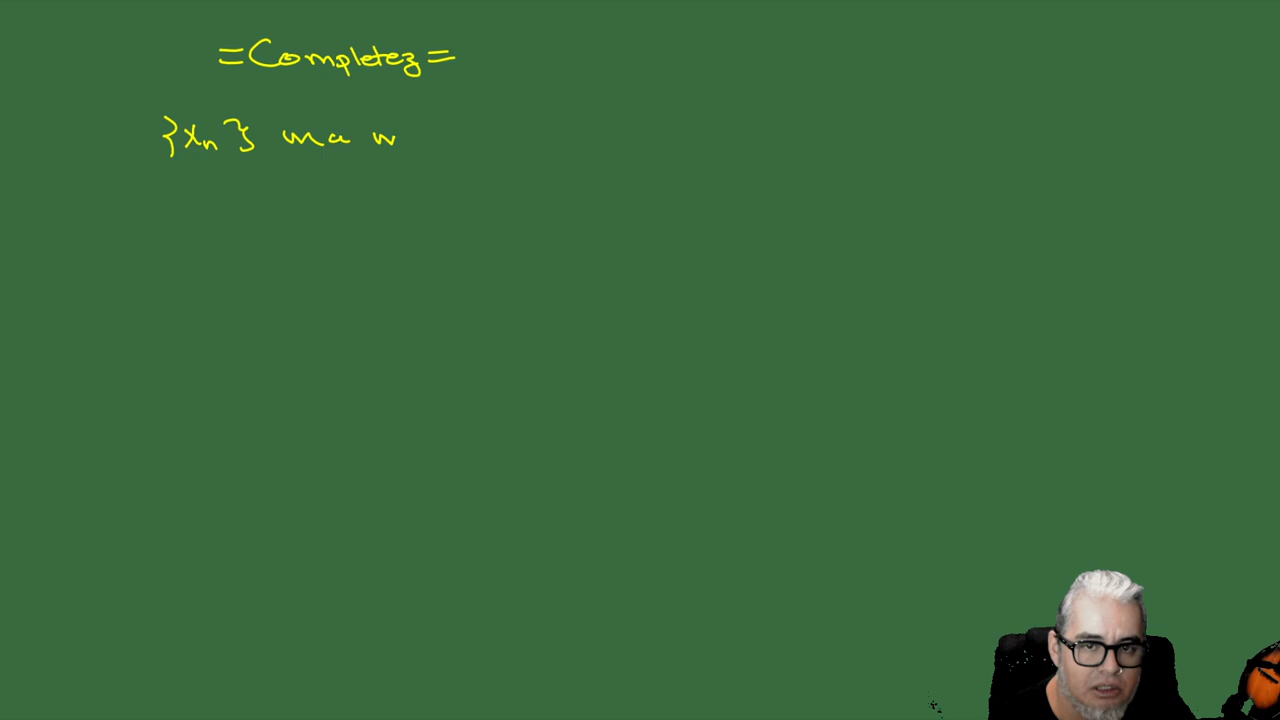 =Completez=
{xn} una